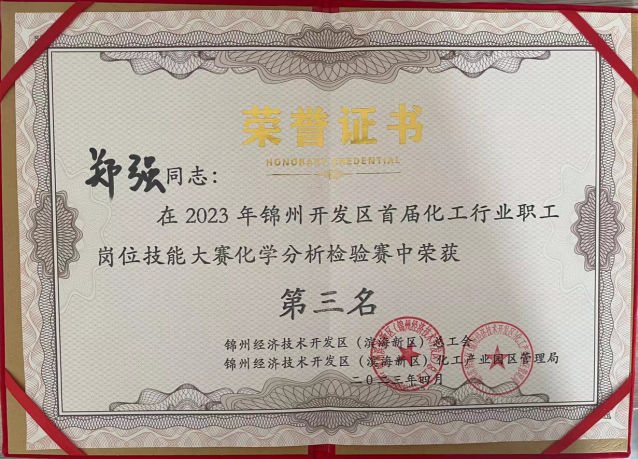 荣誉证书
HONORARY CREDENTIAL
郑强同志：
在2023年锦州开发区首届化工行业职工
岗位技能大赛化学分析检验赛中荣获
第三名
锦州经济技术开发区（滨海新区）总工会
锦州经济技术开发区（滨海新区）化工产业园区管理局
二〇二三年四月